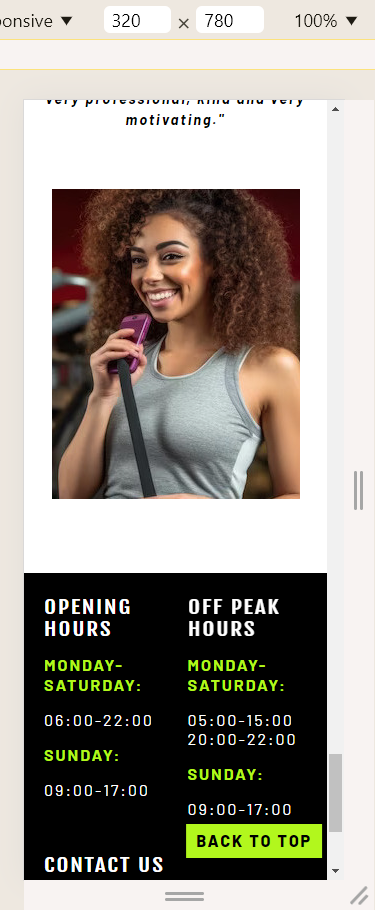 onsive ▼ 320 × 780 100% ▼
very professional, kind and very
motivating."
OPENING
HOURS
MONDAY-
SATURDAY:
06:00-22:00
SUNDAY:
09:00-17:00
OFF PEAK
HOURS
MONDAY-
SATURDAY:
05:00-15:00
20:00-22:00
SUNDAY:
09:00-17:00
BACK TO TOP
CONTACT US